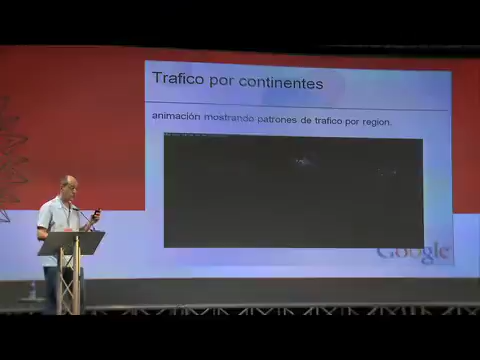 Trafico por continentes
animación mostrando patrones de trafico por region.
Google